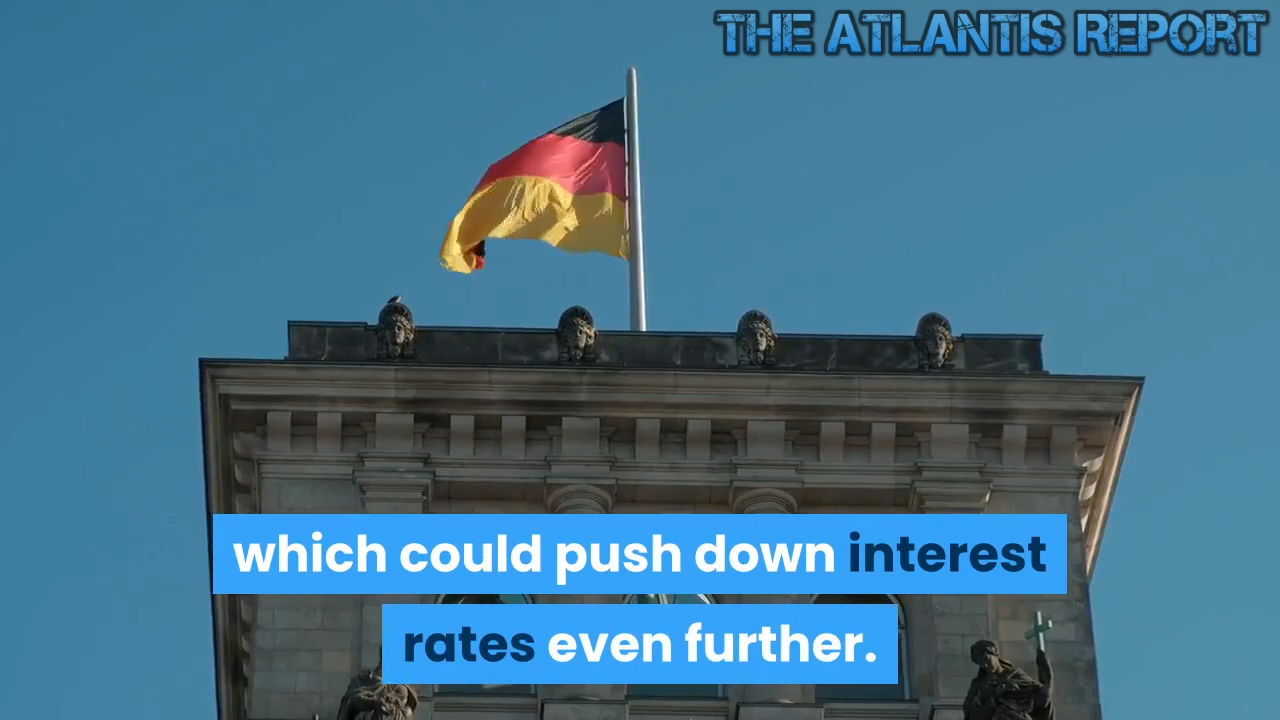 THE ATLANTIS REPORT
which could push down interest
rates even further.